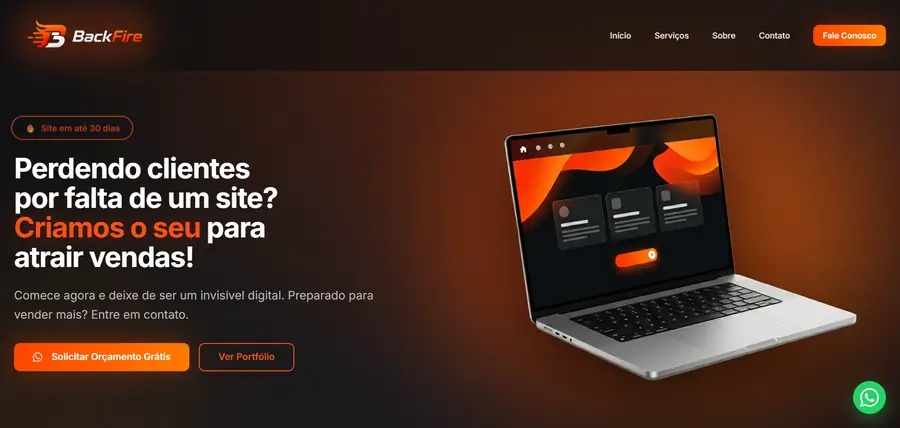 BackFire
Início
Serviços
Sobre
Contato
Fale Conosco
Site em até 30 dias
Perdendo clientes
por falta de um site?
Criamos o seu para
atrair vendas!
Comece agora e deixe de ser um invisível digital. Preparado para
vender mais? Entre em contato.
Solicitar Orçamento Grátis
Ver Portfólio